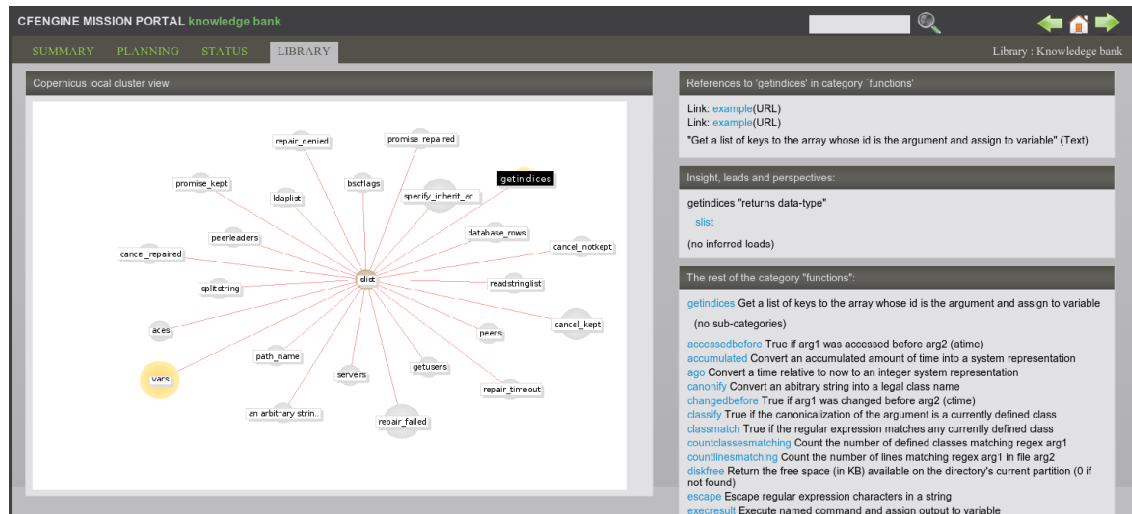 CFENGINE MISSION PORTAL knowledge bank
SUMMARY PLANNING STATUS LIBRARY
Library : Knowledege bank
Copernicus local cluster view
repair_denied
promise_repared
getindices
promise_kept
bscflags
ldaplist
specify_inherit_ac..
peerleaders
database_rows
cancel_notkept
cance_repaired
slist
splitstring
readstringlist
aces
peers
cancel_kept
path_name
getusers
vars
servers
repair_timeout
an arbitrary strin..
repair_failed
References to 'getindices' in category `functions'
Link: example(URL)
Link: example(URL)
"Get a list of keys to the array whose id is the argument and assign to variable" (Text)
Insight, leads and perspectives:
getindices "returns data-type"
slist
(no inferred loads)
The rest of the category "functions":
getindices Get a list of keys to the array whose id is the argument and assign to variable
(no sub-categories)
accessedbefore True if arg1 was accessed before arg2 (atime)
accumulated Convert an accumulated amount of time into a system representation
ago Convert a time relative to now to an integer system representation
canonify Convert an abitrary string into a legal class name
changedbefore True if arg1 was changed before arg2 (ctime)
classify True if the canonicalization of the argument is a currently defined class
classmatch True if the regular expression matches any currently defined class
countclassesmatching Count the number of defined classes matching regex arg1
countlinesmatching Count the number of lines matching regex arg1 in file arg2
diskfree Return the free space (in KB) available on the directory's current partition (0 if
not found)
escape Escape regular expression characters in a string
execresult Execute named command and assign output to variable